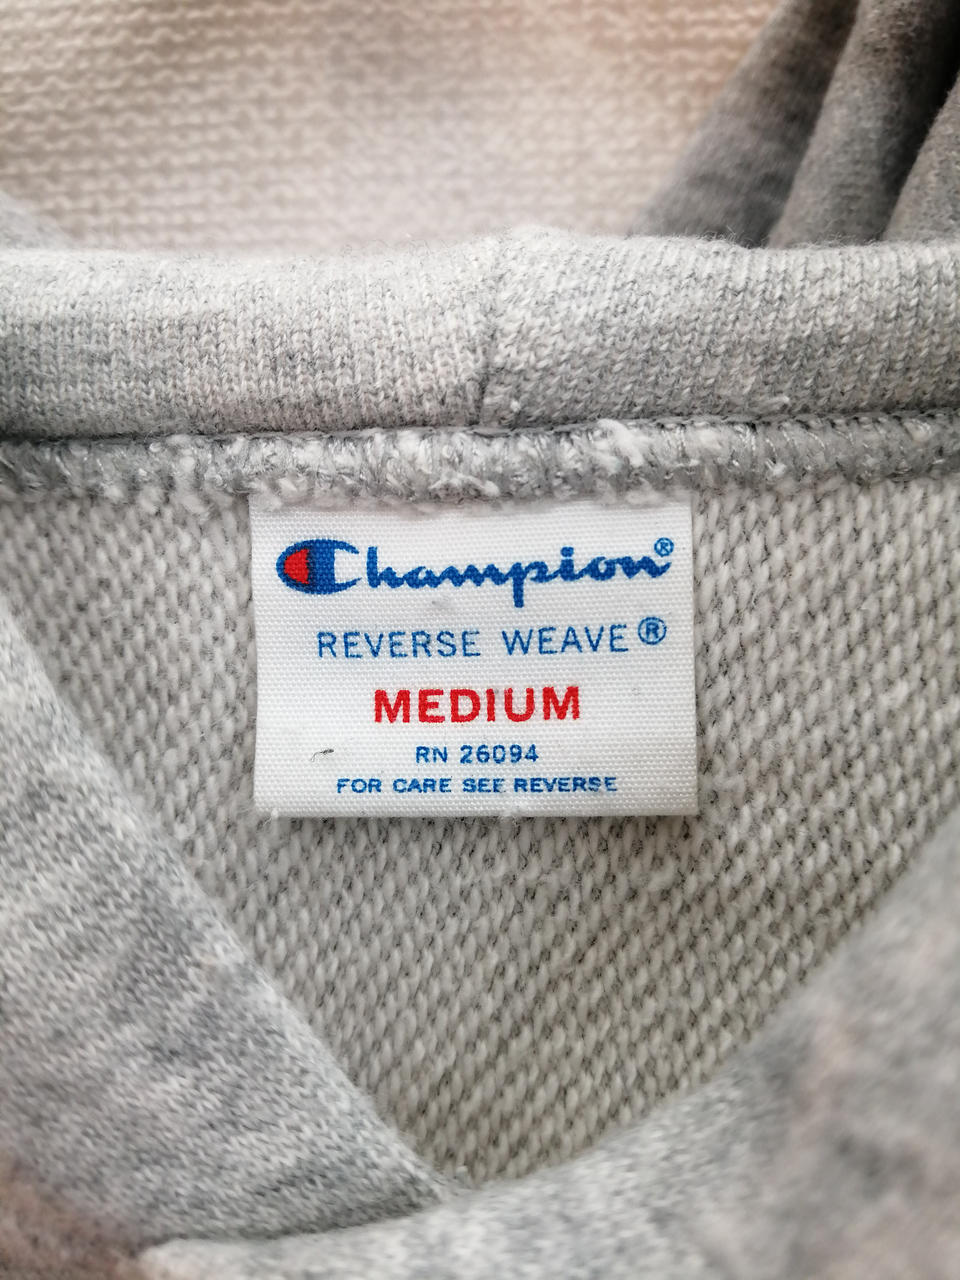 Champion®
REVERSE WEAVE®
MEDIUM
RN 26094
FOR CARE SEE REVERSE